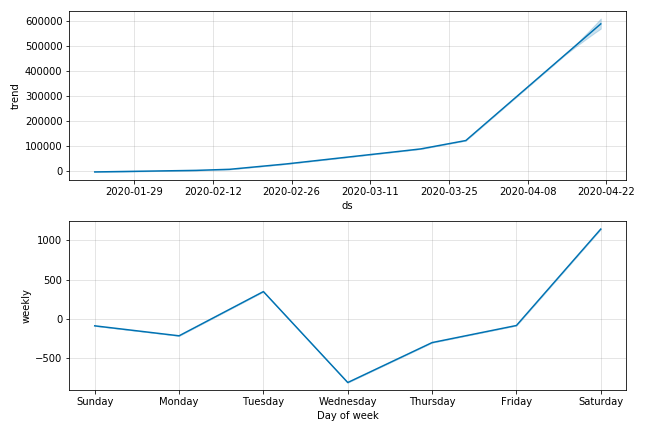 600000
500000
400000
300000
200000
100000
0
trend
2020-01-29 2020-02-12 2020-02-26 2020-03-11 2020-03-25 2020-04-08 2020-04-22
ds
1000
500
0
−500
weekly
Sunday Monday Tuesday Wednesday Thursday Friday Saturday
Day of week